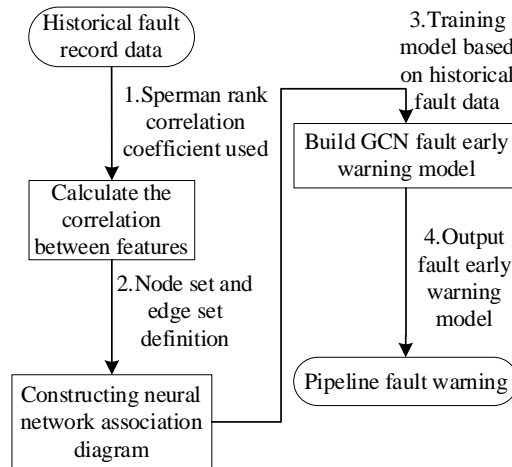 Historical fault
record data
1.Sperman rank
correlation
coefficient used
Calculate the
correlation
between features
2.Node set and
edge set
definition
Constructing neural
network association
diagram
3.Training
model based
on historical
fault data
Build GCN fault early
warning model
4.Output
fault early
warning
model
Pipeline fault warning